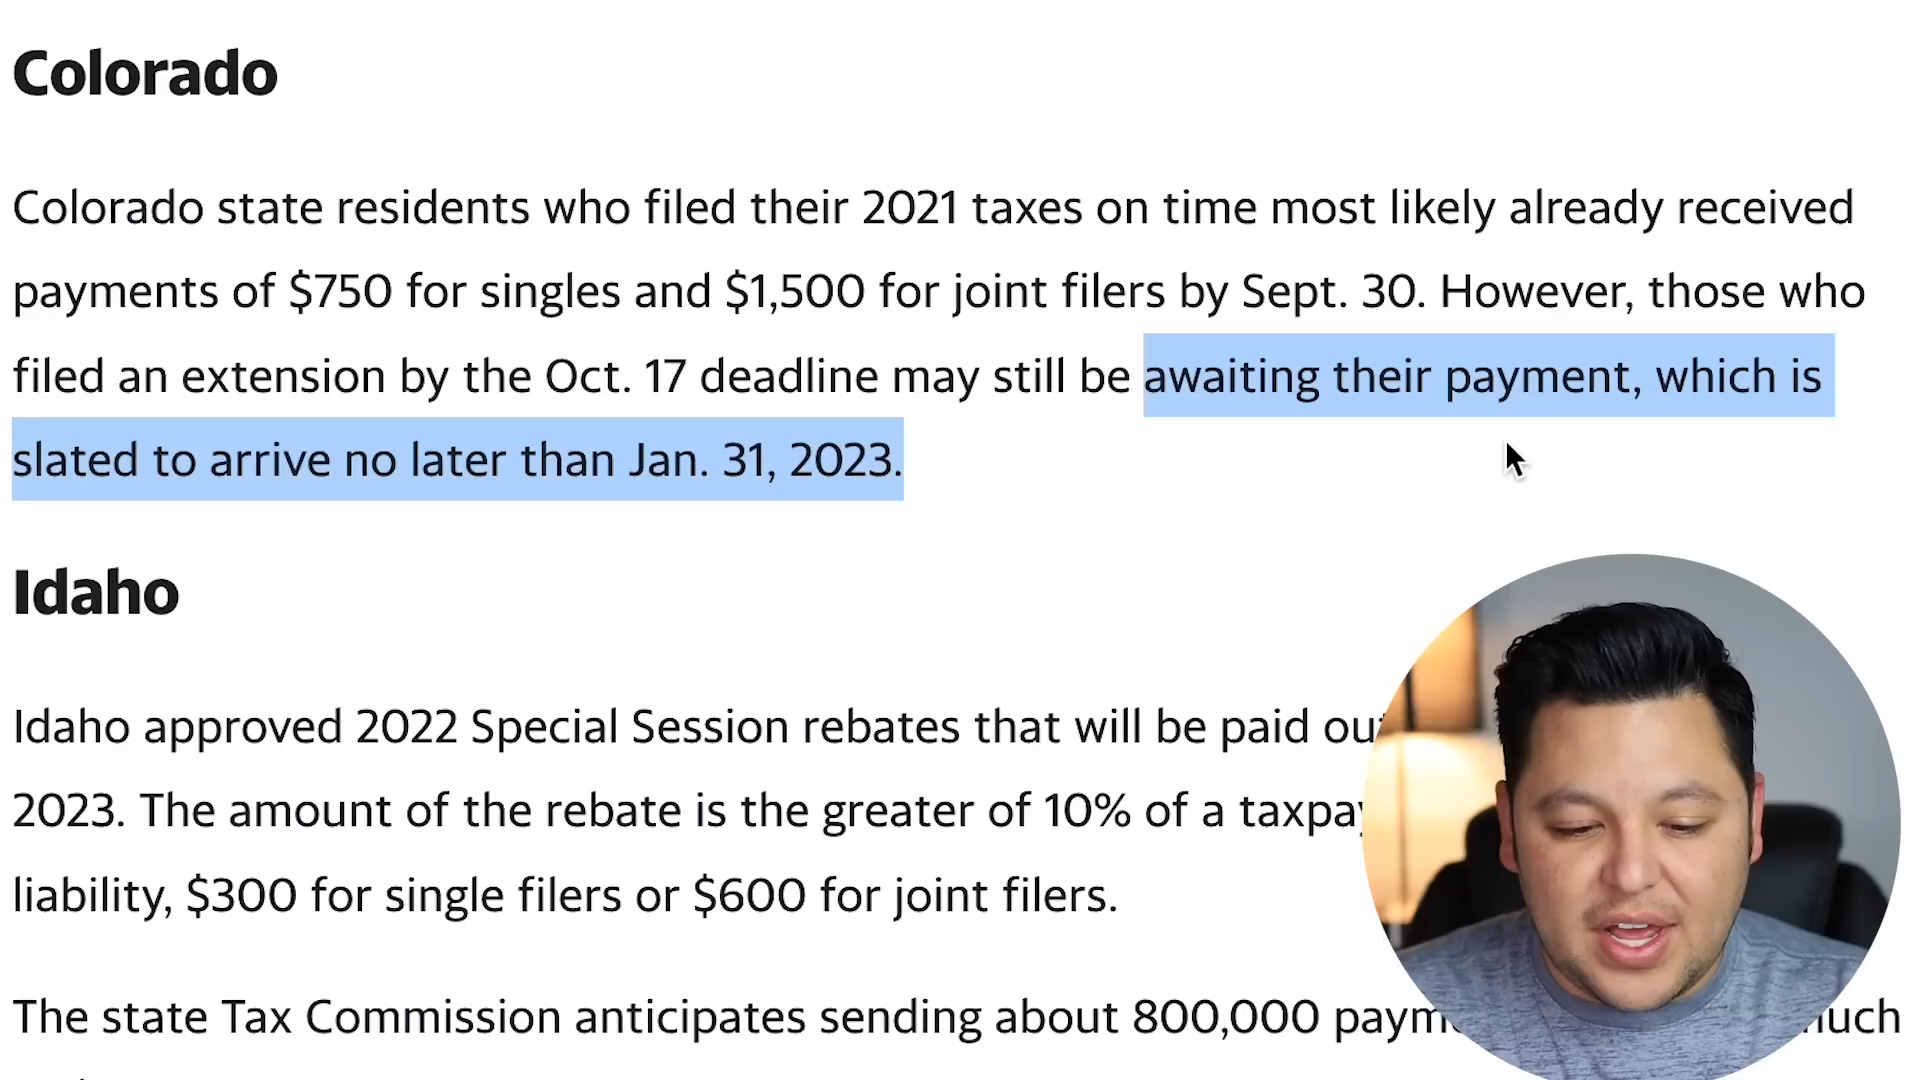 Colorado
Colorado state residents who filed their 2021 taxes on time most likely already received
payments of $750 for singles and $1,500 for joint filers by Sept. 30. However, those who
filed an extension by the Oct. 17 deadline may still be awaiting their payment, which is
slated to arrive no later than Jan. 31, 2023.
Idaho
Idaho approved 2022 Special Session rebates that will be paid
2023. The amount of the rebate is the greater of 10% of a
liability, $300 for single filers or $600 for joint filers.
The state Tax Commission anticipates sending about 800,000